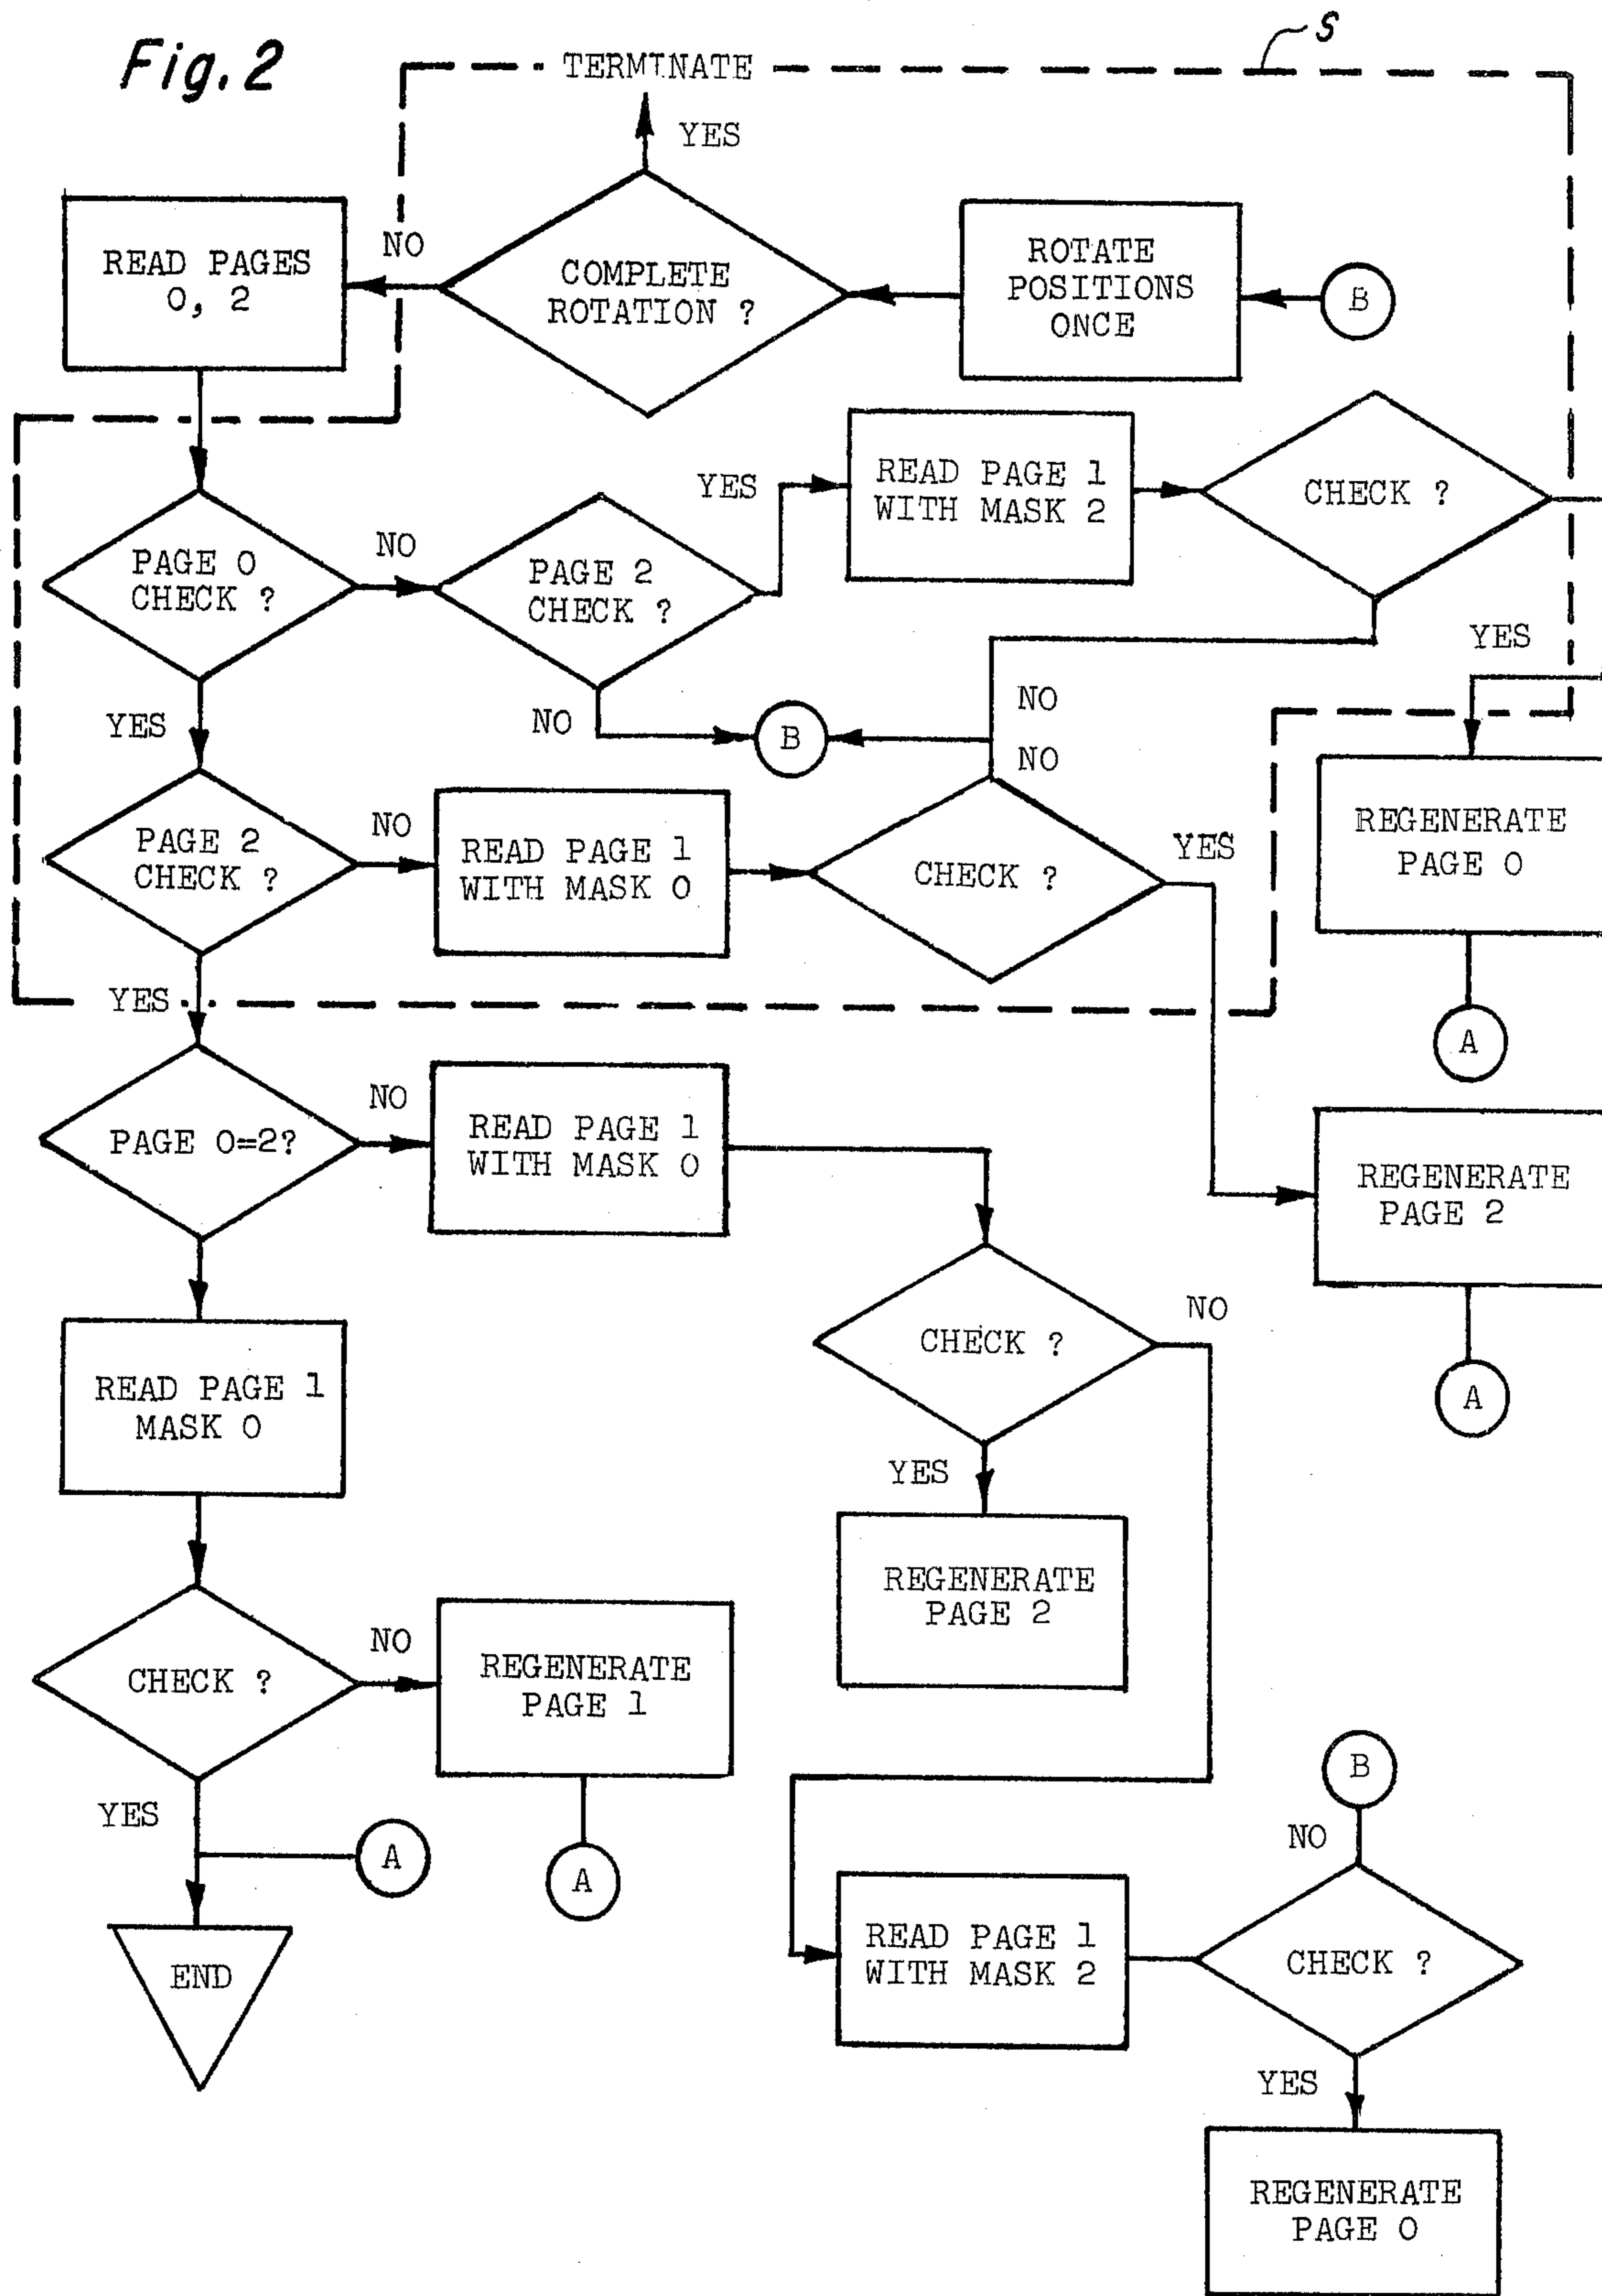 Fig. 2
S
TERMINATE
YES
READ PAGES
0, 2
NO
COMPLETE
ROTATION ?
ROTATE
POSITIONS
ONCE
B
PAGE 0
CHECK ?
NO
PAGE 2
CHECK ?
YES
READ PAGE 1
WITH MASK 2
CHECK ?
YES
NO
B
NO
NO
YES
PAGE 2
CHECK ?
NO
READ PAGE 1
WITH MASK 0
CHECK ?
YES
REGENERATE
PAGE 0
A
YES
PAGE 0=2?
NO
READ PAGE 1
WITH MASK 0
REGENERATE
PAGE 2
A
CHECK ?
NO
YES
REGENERATE
PAGE 2
READ PAGE 1
MASK 0
CHECK ?
NO
REGENERATE
PAGE 1
A
YES
A
END
READ PAGE 1
WITH MASK 2
B
NO
CHECK ?
YES
REGENERATE
PAGE 0